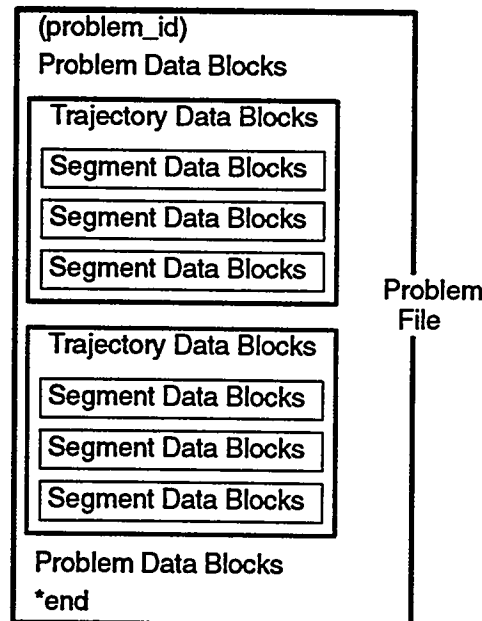 (problem_id)
Problem Data Blocks
Trajectory Data Blocks
Segment Data Blocks
Segment Data Blocks
Segment Data Blocks
Problem
File
Trajectory Data Blocks
Segment Data Blocks
Segment Data Blocks
Segment Data Blocks
Problem Data Blocks
*end